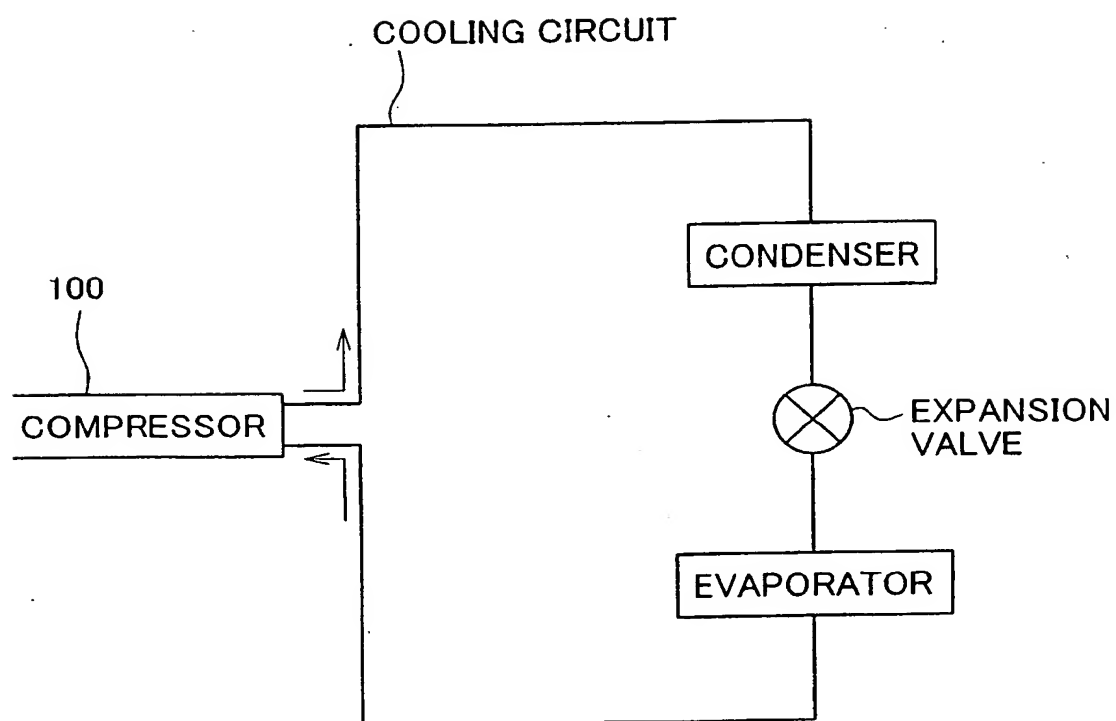 COOLING CIRCUIT
CONDENSER
100
COMPRESSOR
EXPANSION
VALVE
EVAPORATOR